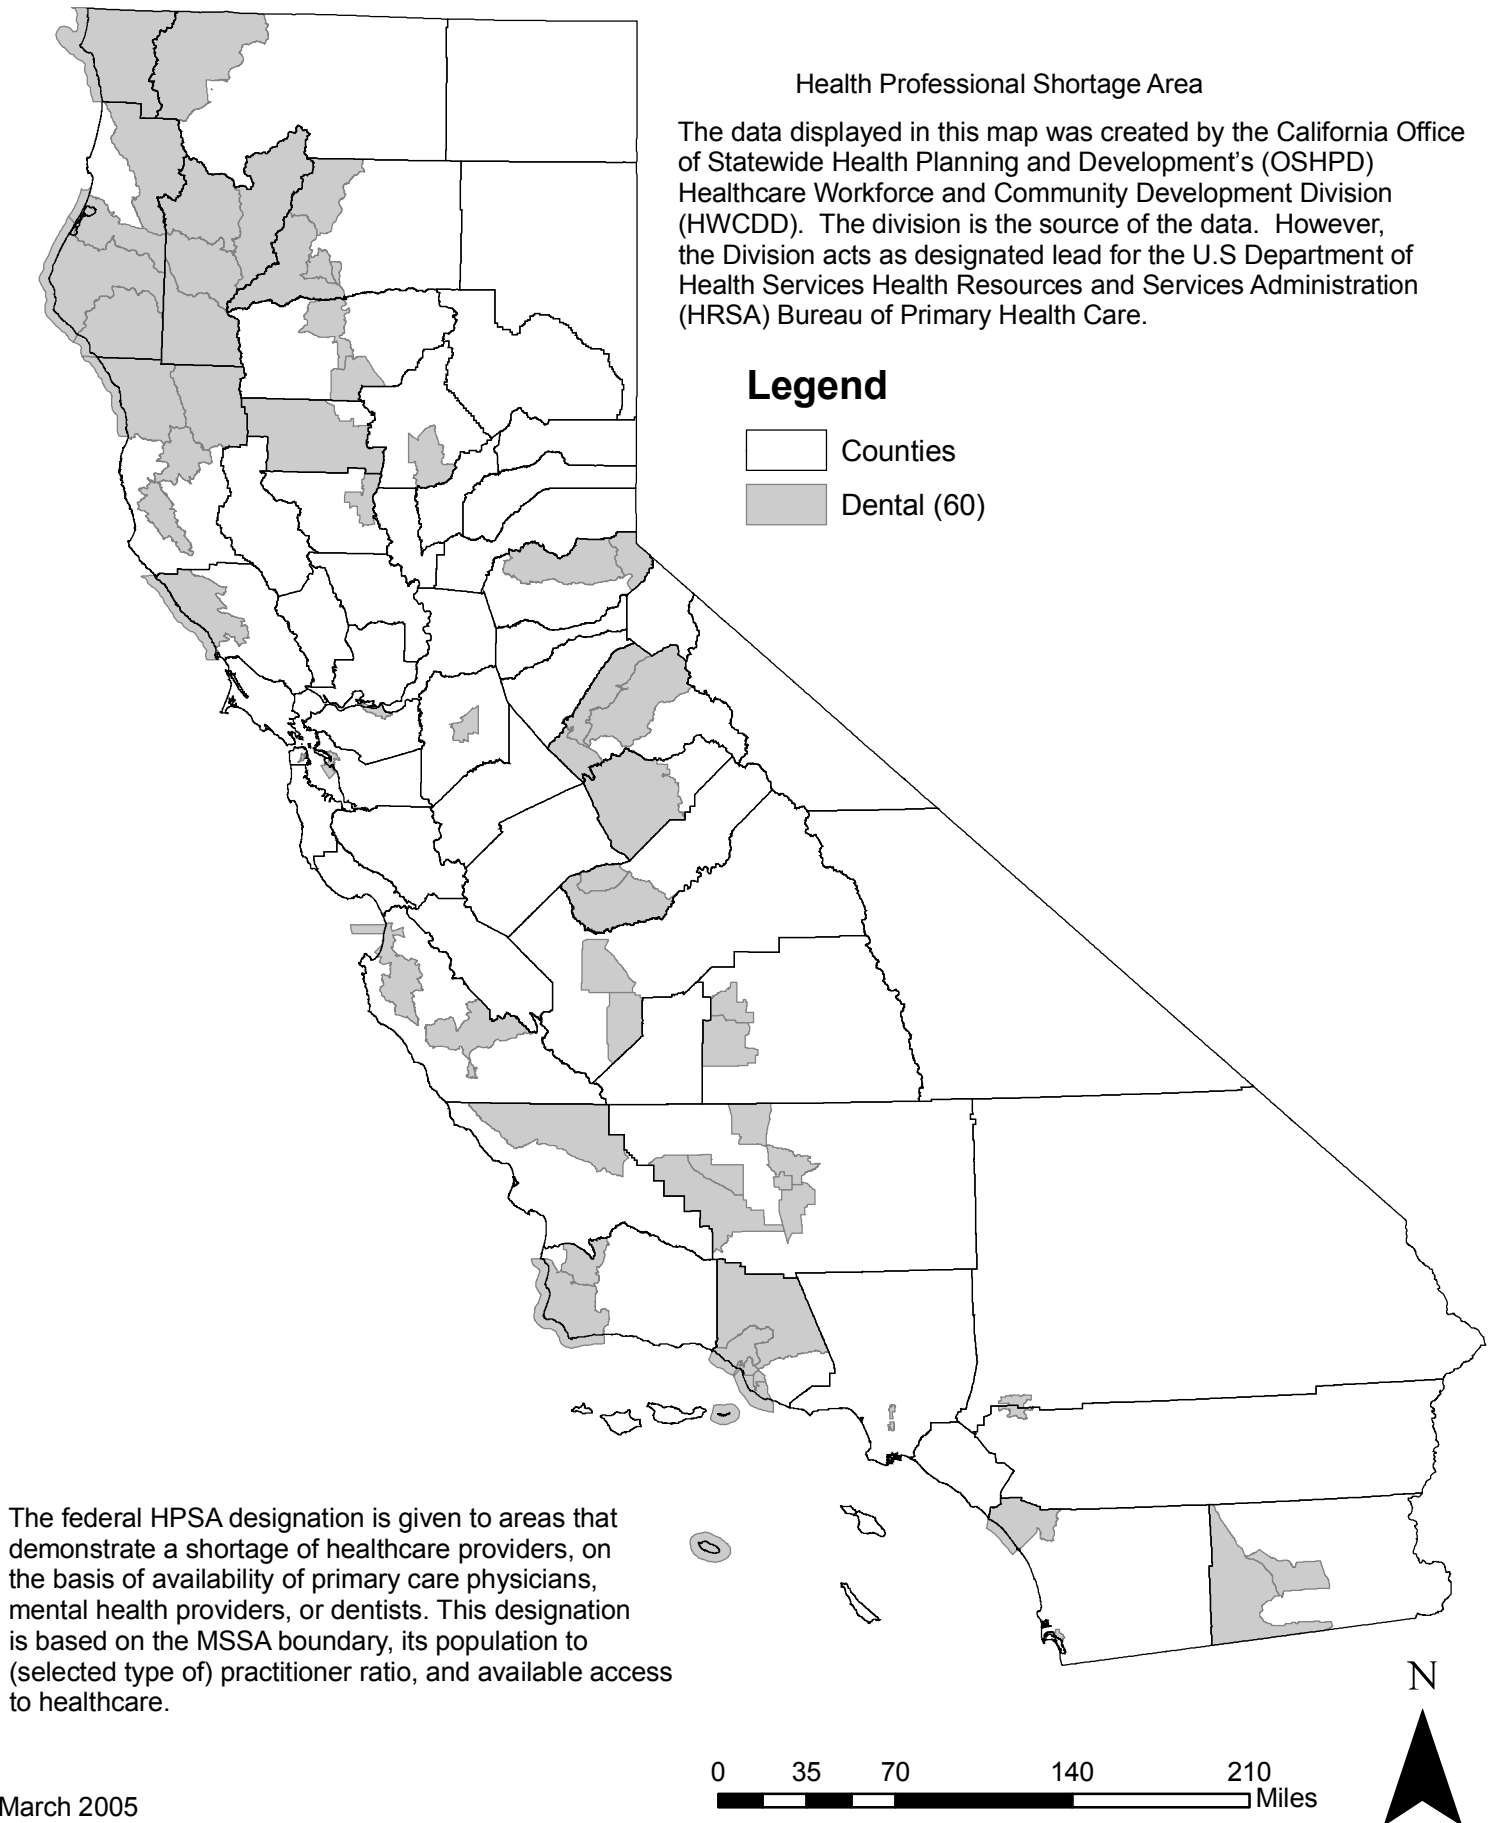 Health Professional Shortage Area
The data displayed in this map was created by the California Office
of Statewide Health Planning and Development's (OSHPD)
Healthcare Workforce and Community Development Division
(HWCDD).  The division is the source of the data.  However,
the Division acts as designated lead for the U.S Department of
Health Services Health Resources and Services Administration
(HRSA) Bureau of Primary Health Care.
Legend
Counties
Dental (60)
The federal HPSA designation is given to areas that
demonstrate a shortage of healthcare providers, on
the basis of availability of primary care physicians,
mental health providers, or dentists. This designation
is based on the MSSA boundary, its population to
(selected type of) practitioner ratio, and available access
to healthcare.
N
0 35 70 140 210
Miles
March 2005